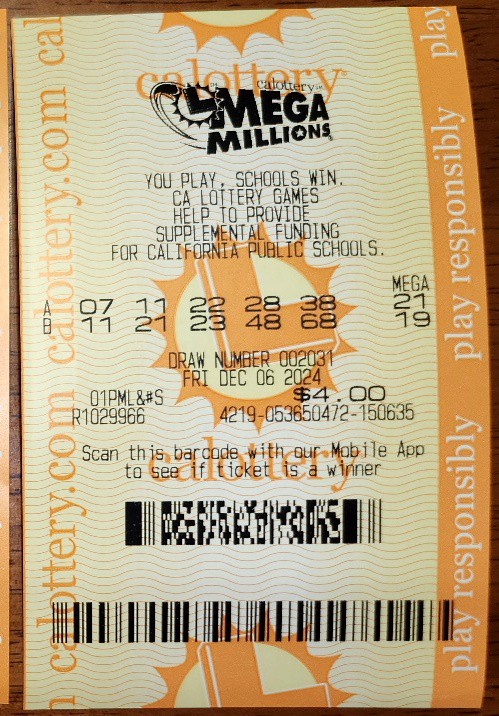 calottery
calottery
MEGA
MILLIONS
YOU PLAY, SCHOOLS WIN.
CA LOTTERY GAMES
HELP TO PROVIDE
SUPPLEMENTAL FUNDING
FOR CALIFORNIA PUBLIC SCHOOLS.
MEGA
A 07 11 22 28 38 21
B 11 21 23 48 68 19
DRAW NUMBER 002031
FRI DEC 06 2024
01PML&#S $4.00
R1029966 4219-053650472-150635
Scan this barcode with our Mobile App
to see if ticket is a winner
calottery
n calottery.com calottery.com cal
play responsibly play responsibly play